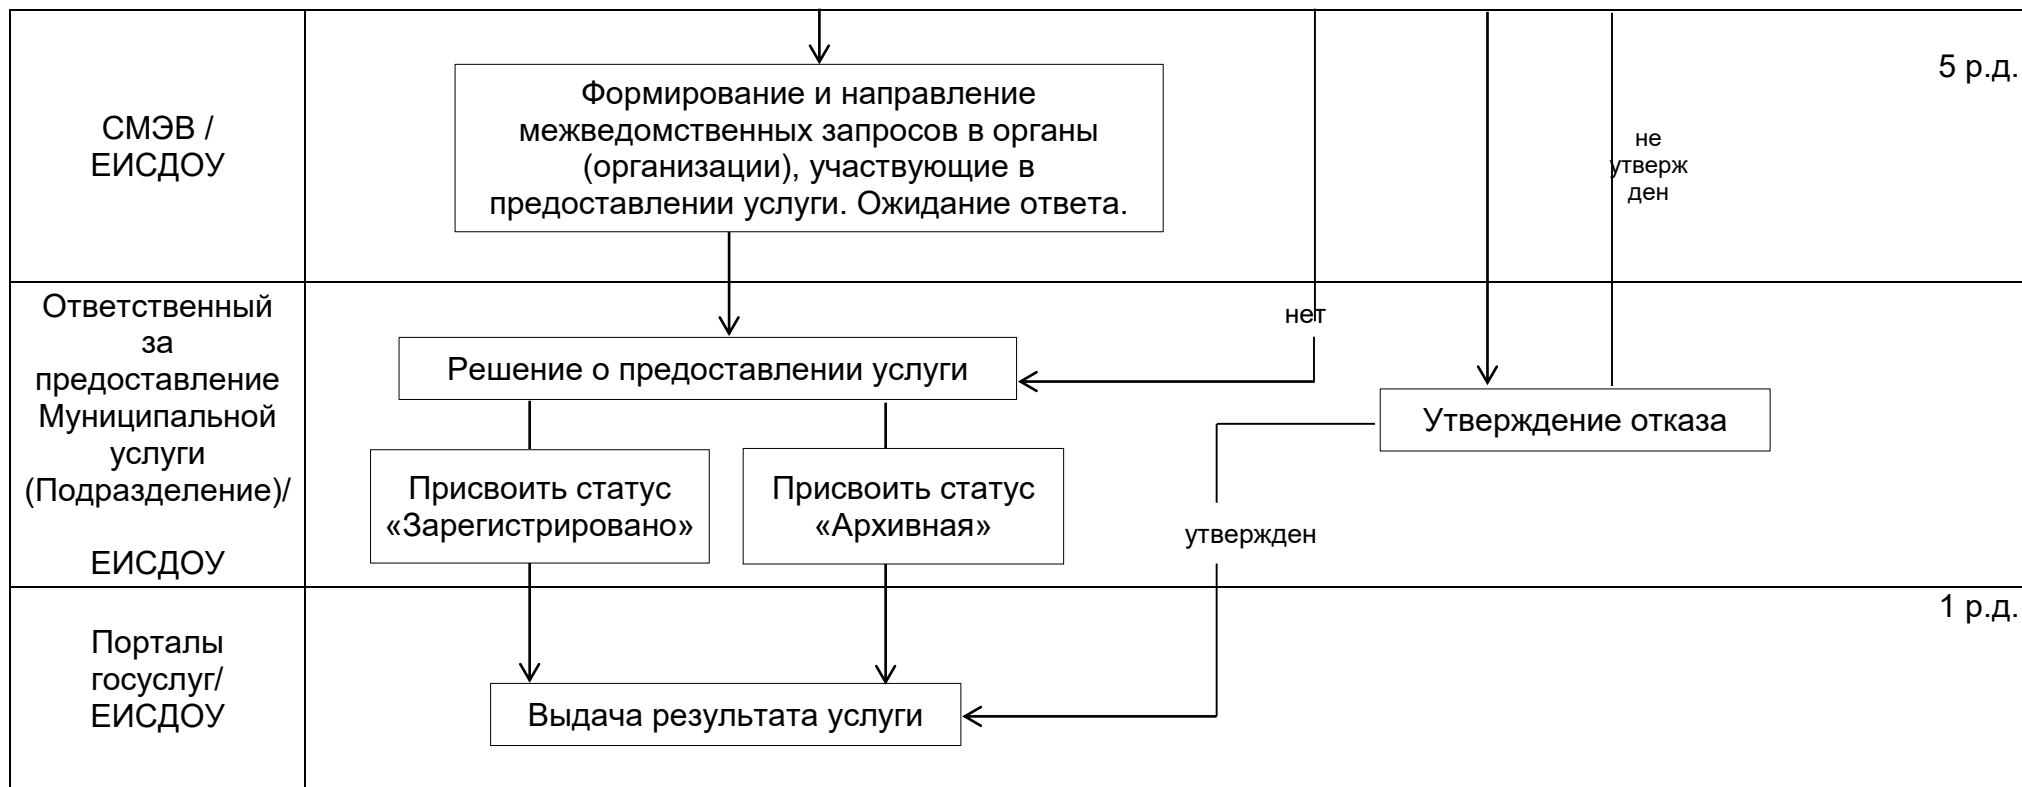 СМЭВ /
ЕИСДОУ
Формирование и направление
межведомственных запросов в органы
(организации), участвующие в
предоставлении услуги. Ожидание ответа.
не
утверж
ден
5 р.д.
Ответственный
за
предоставление
Муниципальной
услуги
(Подразделение)/
ЕИСДОУ
нет
Решение о предоставлении услуги
Утверждение отказа
Присвоить статус
«Зарегистрировано»
Присвоить статус
«Архивная»
утвержден
Порталы
госуслуг/
ЕИСДОУ
1 р.д.
Выдача результата услуги